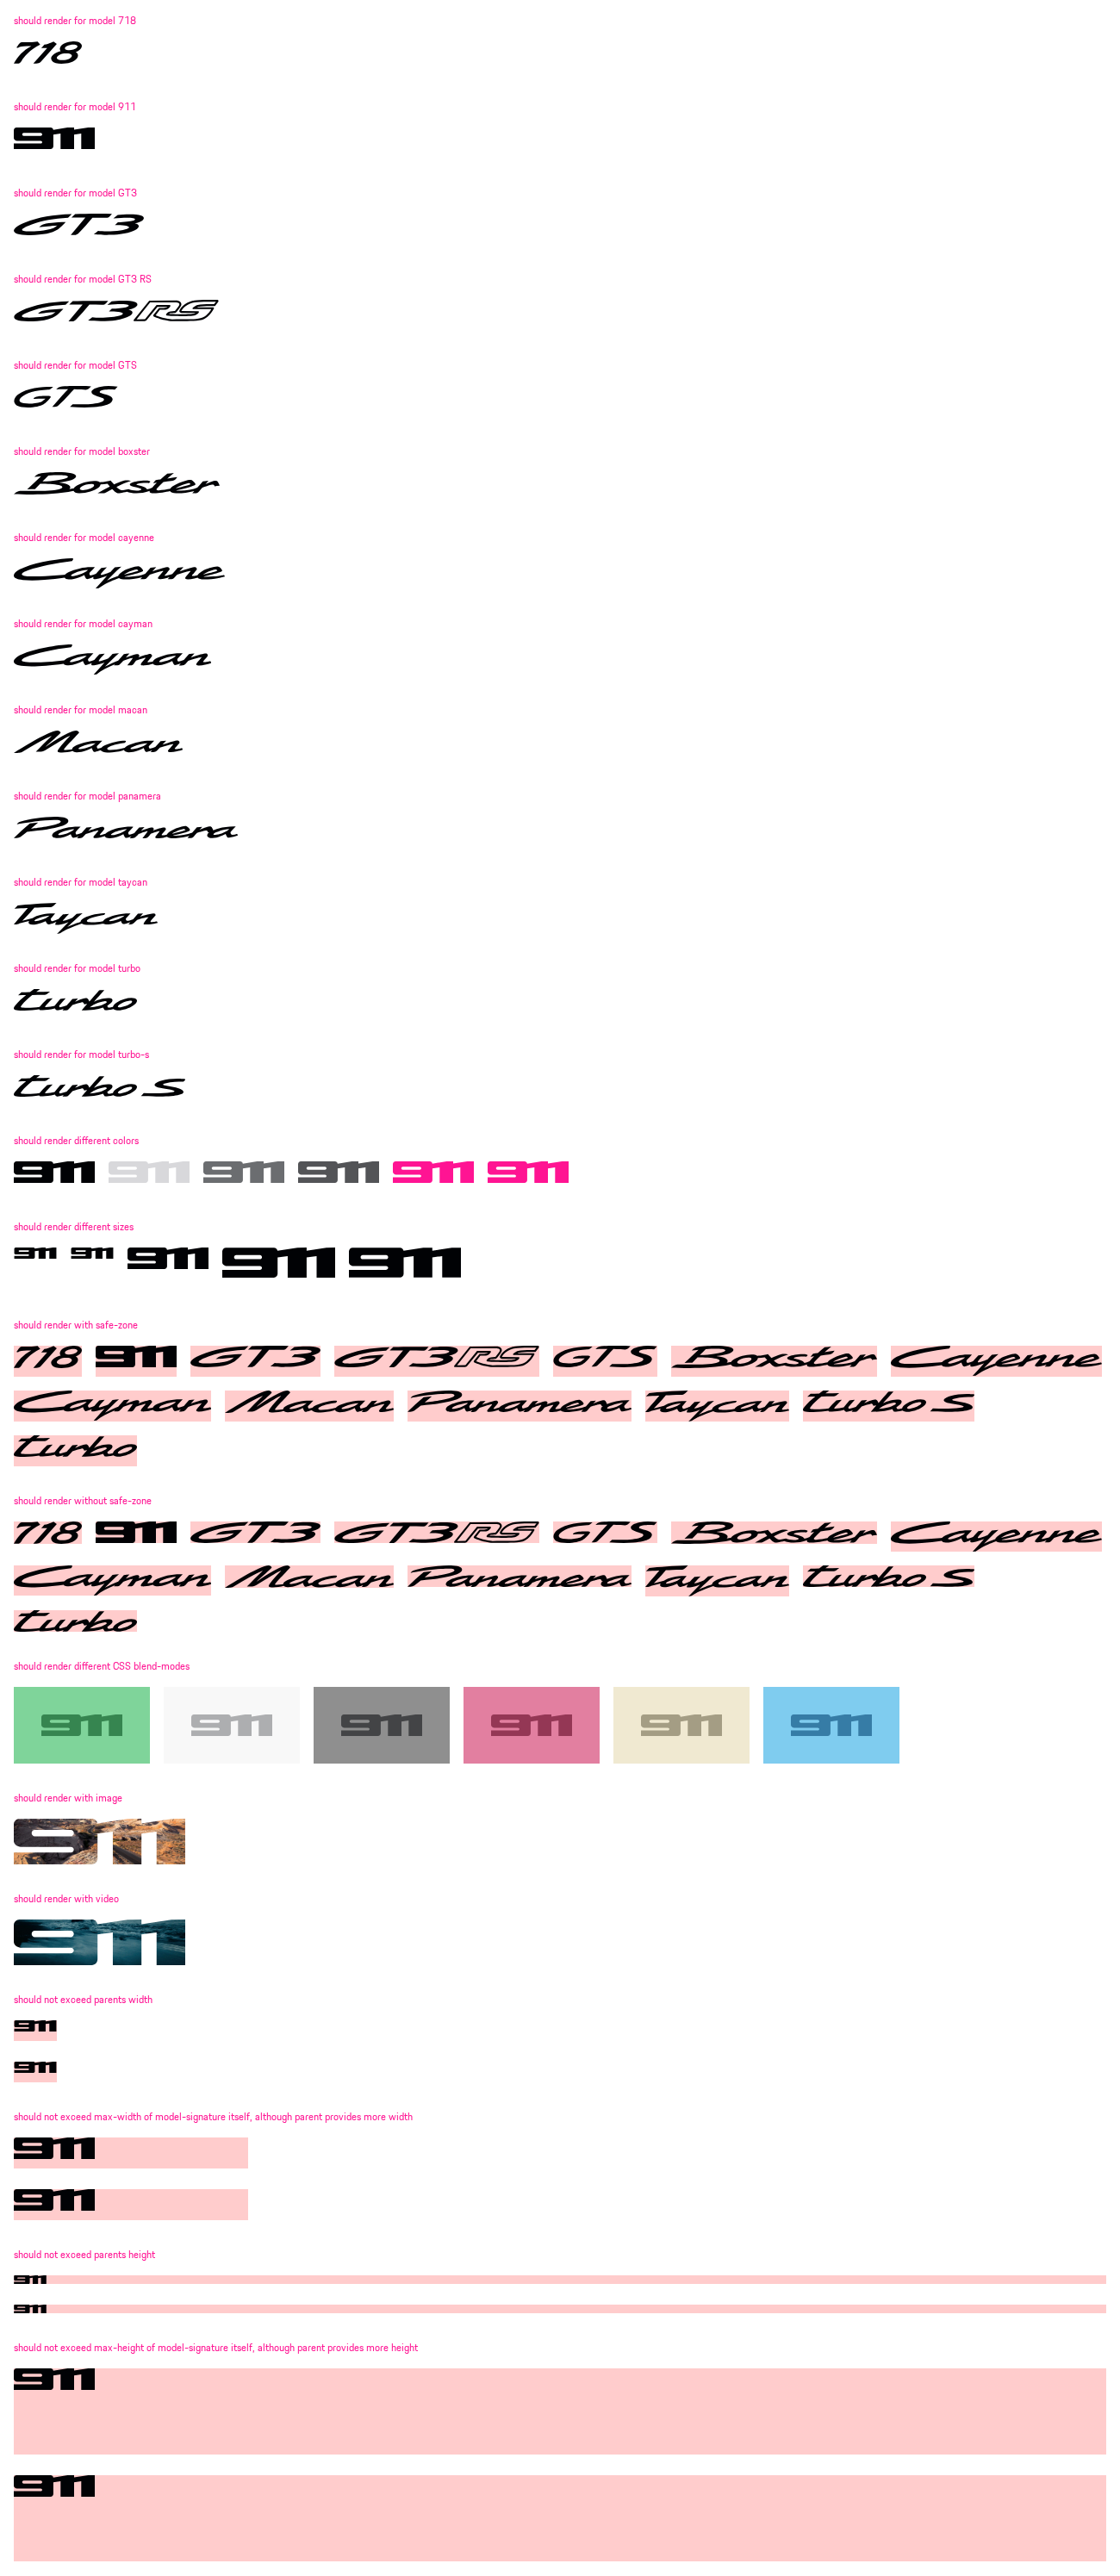 should render for model 718
718
should render for model 911
911
should render for model GT3
GT3
should render for model GT3 RS
GT3 RS
should render for model GTS
GTS
should render for model boxster
Boxster
should render for model cayenne
Cayenne
should render for model cayman
Cayman
should render for model macan
Macan
should render for model panamera
Panamera
should render for model taycan
Taycan
should render for model turbo
turbo
should render for model turbo-s
turbo S
should render different colors
911 911 911 911 911 911
should render different sizes
911 911 911 911 911
should render with safe-zone
718 911 GT3 GT3 RS GTS Boxster Cayenne
Cayman Macan Panamera Taycan turbo S
turbo
should render without safe-zone
718 911 GT3 GT3 RS GTS Boxster Cayenne
Cayman Macan Panamera Taycan turbo S
turbo
should render different CSS blend-modes
911 911 911 911 911 911
should render with image
911
should render with video
911
should not exceed parents width
911
911
should not exceed max-width of model-signature itself, although parent provides more width
911
911
should not exceed parents height
911
911
should not exceed max-height of model-signature itself, although parent provides more height
911
911